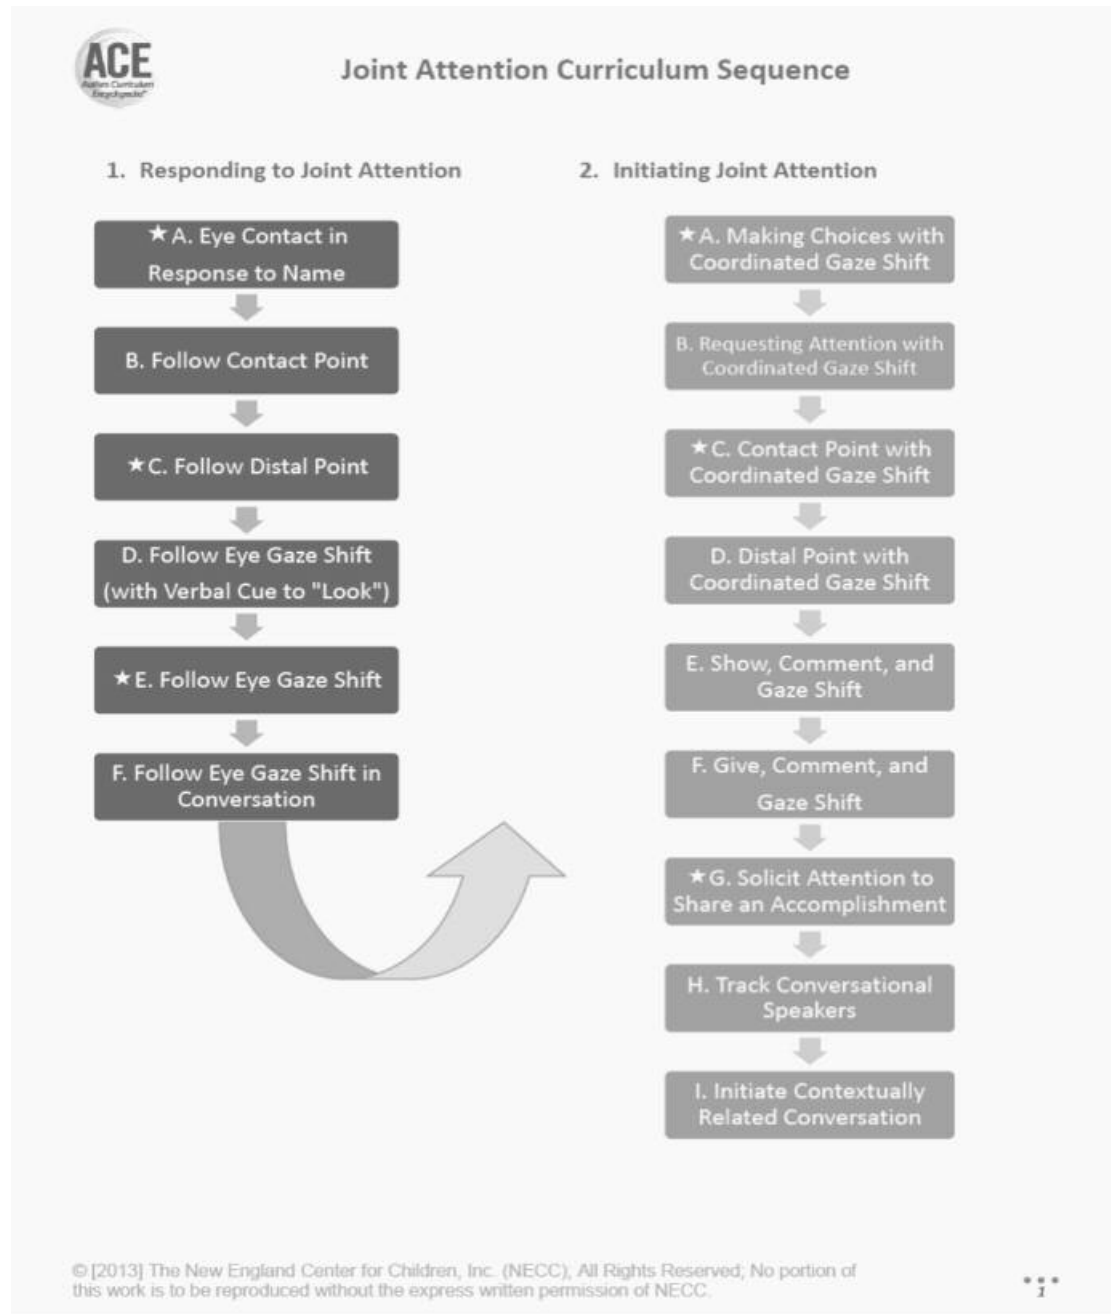 ACE
Autism Curriculum
Encyclopedia®
Joint Attention Curriculum Sequence
1. Responding to Joint Attention
★A. Eye Contact in
Response to Name
B. Follow Contact Point
★C. Follow Distal Point
D. Follow Eye Gaze Shift
(with Verbal Cue to "Look")
★E. Follow Eye Gaze Shift
F. Follow Eye Gaze Shift in
Conversation
2. Initiating Joint Attention
★A. Making Choices with
Coordinated Gaze Shift
B. Requesting Attention with
Coordinated Gaze Shift
★C. Contact Point with
Coordinated Gaze Shift
D. Distal Point with
Coordinated Gaze Shift
E. Show, Comment, and
Gaze Shift
F. Give, Comment, and
Gaze Shift
★G. Solicit Attention to
Share an Accomplishment
H. Track Conversational
Speakers
I. Initiate Contextually
Related Conversation
© [2013] The New England Center for Children, Inc. (NECC); All Rights Reserved; No portion of
this work is to be reproduced without the express written permission of NECC.
1